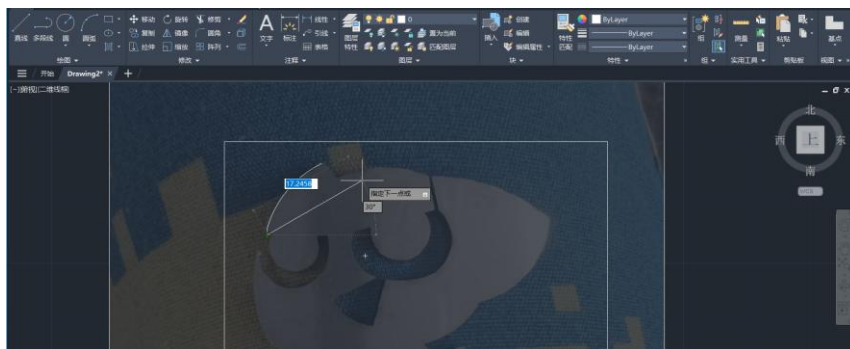 移动 旋转 修剪 线性 0 创建 ByLayer
复制 镜像 圆角 引线 置为当前 编辑 ByLayer
直线 多段线 圆 圆弧 文字 标注 图层特性 插入 特性匹配 组 测量 粘贴 基点
拉伸 缩放 阵列 表格 匹配图层 编辑属性 ByLayer
绘图 修改 注释 图层 块 特性 组 实用工具 剪贴板 视图
开始 Drawing2* × +
[-][俯视][二维线框]
北
西 上 东
南
17.2456
指定下一点或
30°